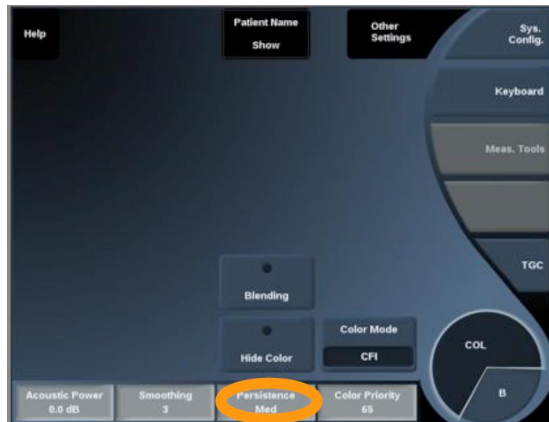 Help
Patient Name
Show
Other
Settings
Sys.
Config.
Keyboard
Meas. Tools
TGC
Blending
Hide Color
Color Mode
CFI
COL
B
Acoustic Power
0.0 dB
Smoothing
3
Persistence
Med
Color Priority
65